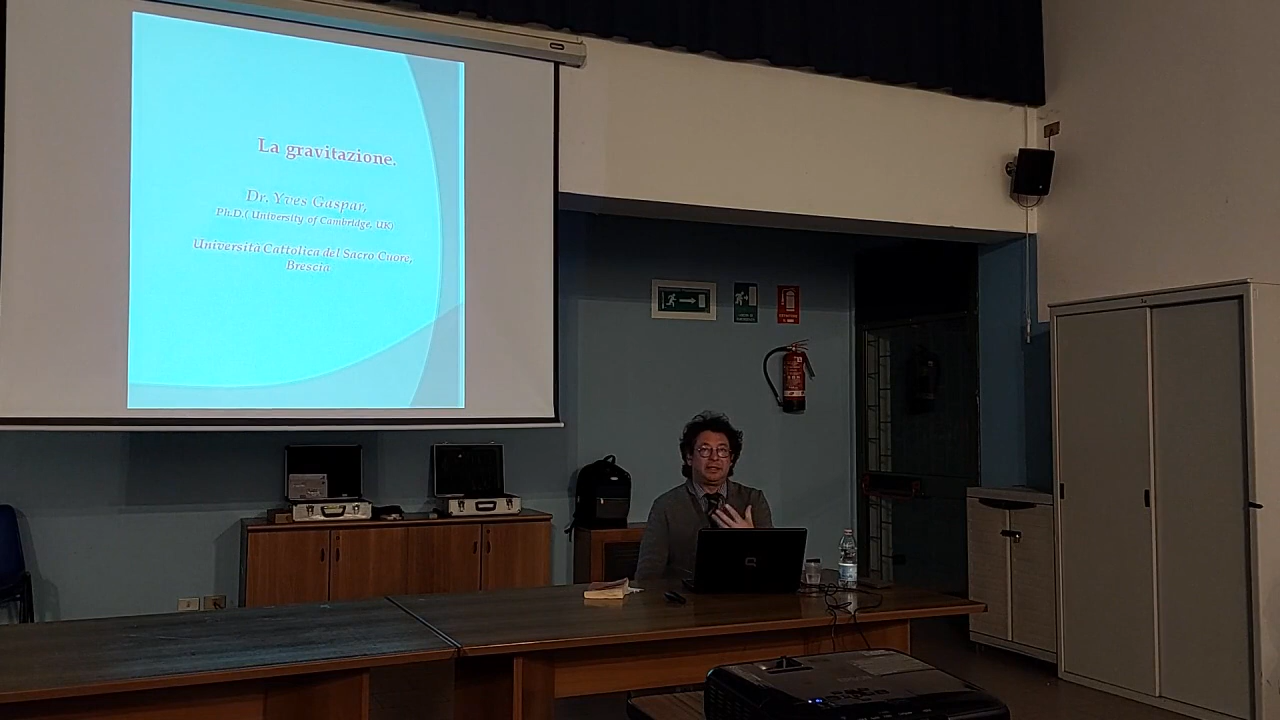 La gravitazione.
Dr. Yves Gaspar,
Ph.D.( University of Cambridge, UK)
Università Cattolica del Sacro Cuore,
Brescia